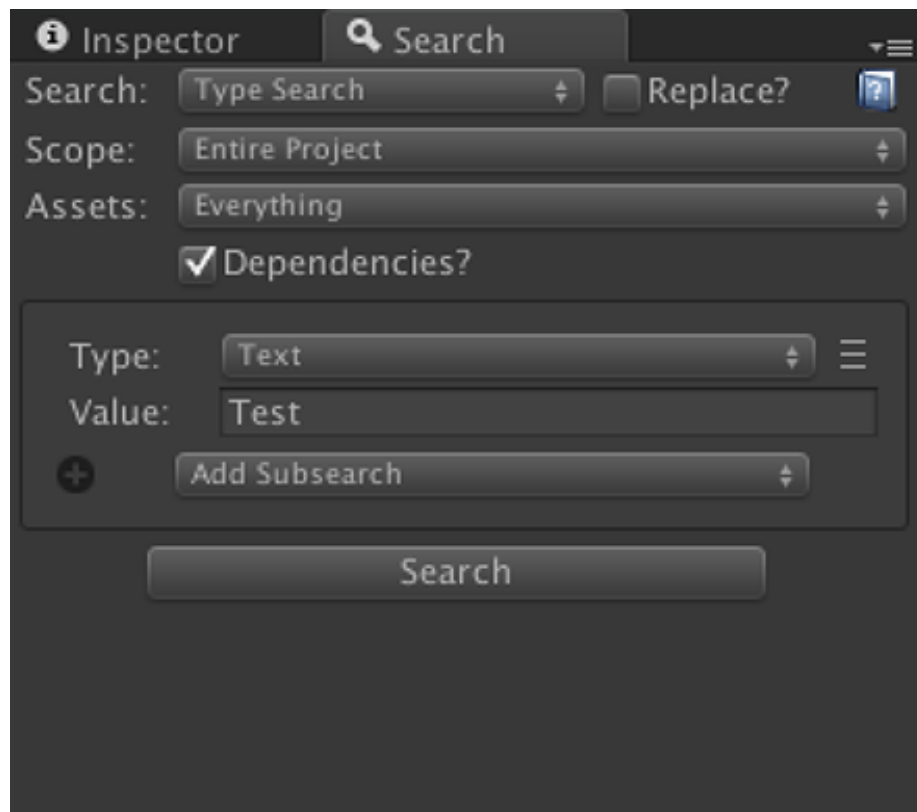 Inspector Search
Search: Type Search Replace?
Scope: Entire Project
Assets: Everything
Dependencies?
Type: Text
Value: Test
Add Subsearch
Search